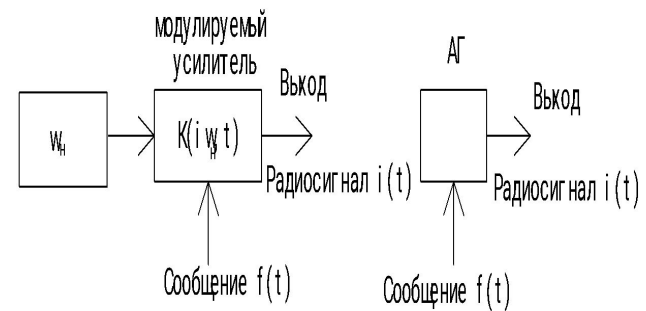 модулируемый
усилитель
АГ
Выход
Выход
wн
К(i wн, t)
Радиосигнал i(t)
Радиосигнал i(t)
Сообщение f(t)
Сообщение f(t)